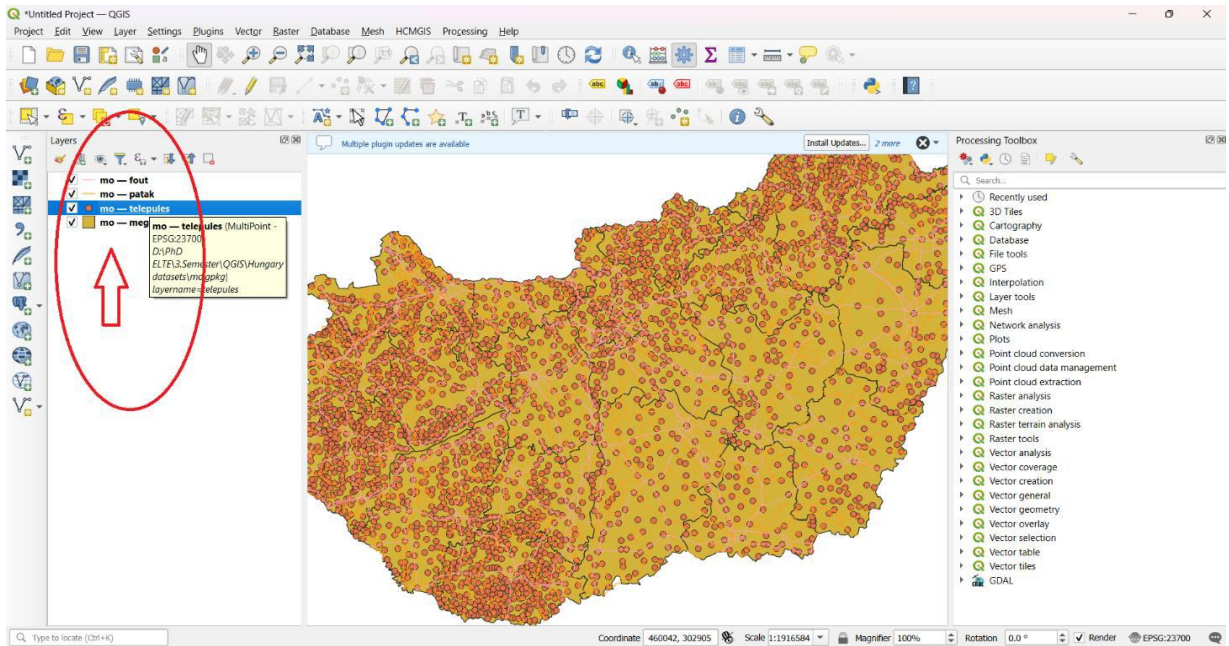 *Untitled Project — QGIS
Project Edit View Layer Settings Plugins Vector Raster Database Mesh HCMGIS Processing Help
Layers
mo — fout
mo — patak
mo — telepules
mo — meg
mo — telepules (MultiPoint -
EPSG:23700)
D:\PhD
ELTE\3.Semester\QGIS\Hungary
datasets\mo.gpkg|
layername=telepules
Multiple plugin updates are available
Install Updates...
2 more
Processing Toolbox
Search...
Recently used
3D Tiles
Cartography
Database
File tools
GPS
Interpolation
Layer tools
Mesh
Network analysis
Plots
Point cloud conversion
Point cloud data management
Point cloud extraction
Raster analysis
Raster creation
Raster terrain analysis
Raster tools
Vector analysis
Vector coverage
Vector creation
Vector general
Vector geometry
Vector overlay
Vector selection
Vector table
Vector tiles
GDAL
Type to locate (Ctrl+K)
Coordinate 460042, 302905 Scale 1:1916584 Magnifier 100% Rotation 0.0 ° Render EPSG:23700